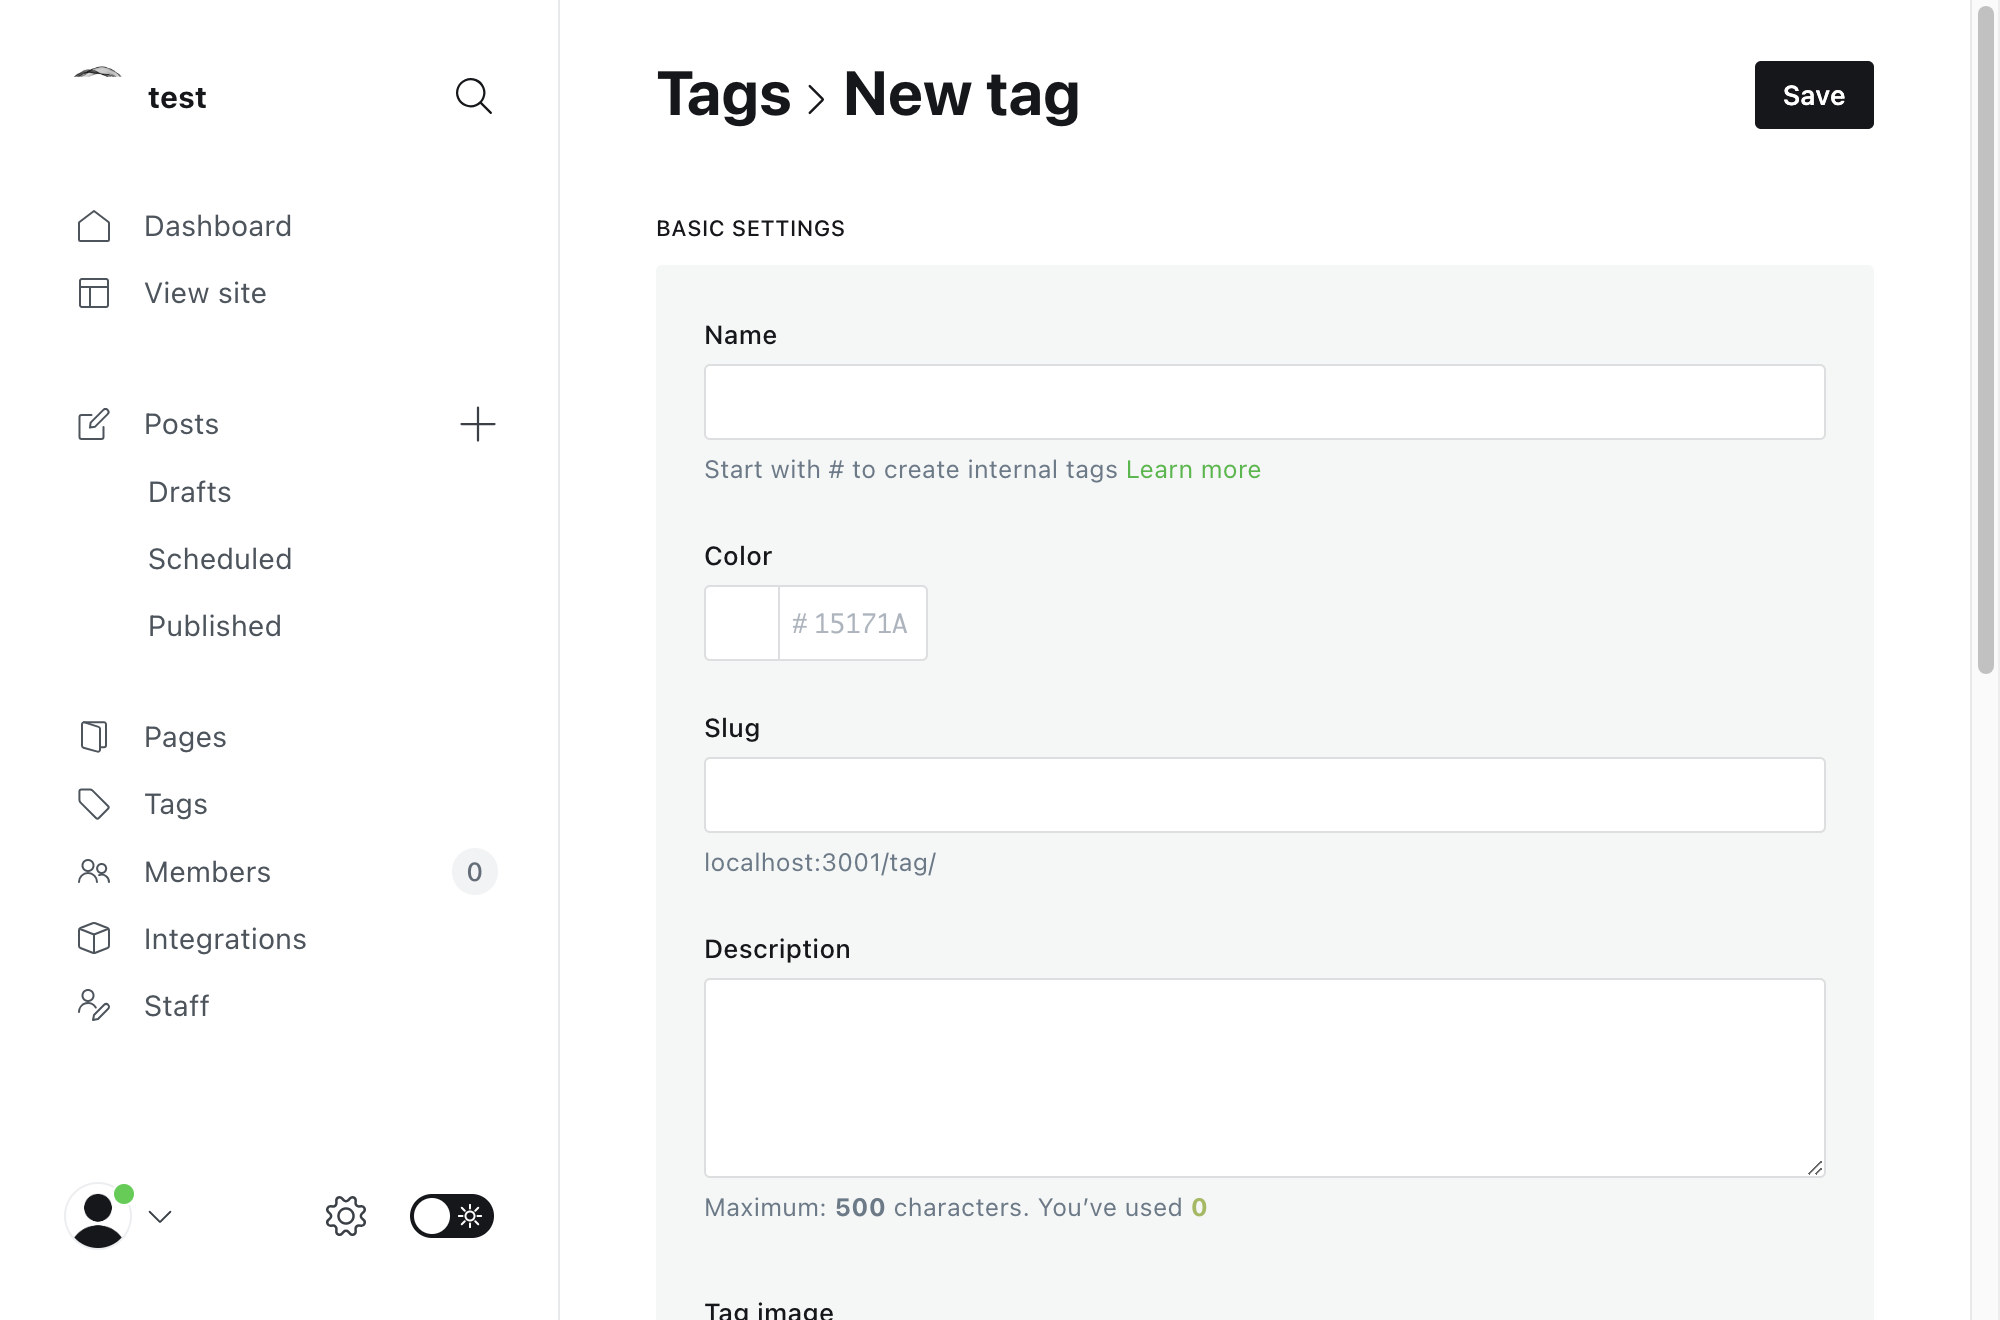 test
Dashboard
View site
Posts
Drafts
Scheduled
Published
Pages
Tags
Members 0
Integrations
Staff
Tags > New tag
Save
BASIC SETTINGS
Name
Start with # to create internal tags Learn more
Color
# 15171A
Slug
localhost:3001/tag/
Description
Maximum: 500 characters. You’ve used 0
Tag image